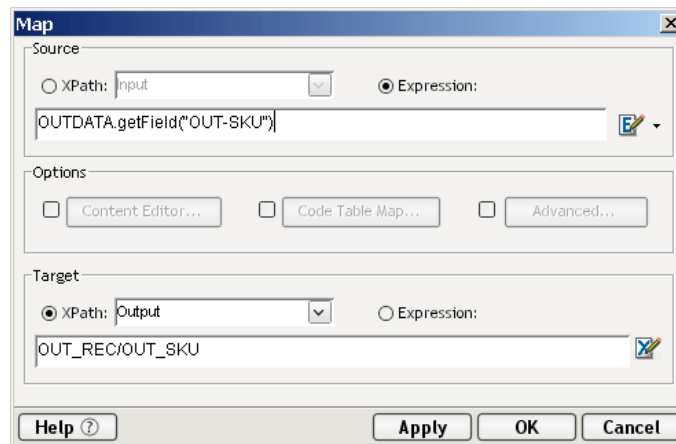 Map
Source
XPath: Input Expression:
OUTDATA.getField("OUT-SKU")
Options
Content Editor... Code Table Map... Advanced...
Target
XPath: Output Expression:
OUT_REC/OUT_SKU
Help ? Apply OK Cancel